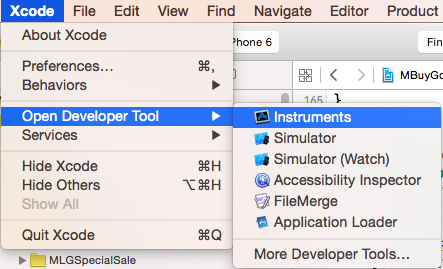 Xcode File Edit View Find Navigate Editor Product
About Xcode
iPhone 6
Fin
Preferences... ⌘,
Behaviors
MBuyGo
165 }
Open Developer Tool
Services
Instruments
Simulator
Simulator (Watch)
Accessibility Inspector
FileMerge
Application Loader
More Developer Tools...
Hide Xcode ⌘H
Hide Others ⌥⌘H
Show All
Quit Xcode ⌘Q
MLGSpecialSale